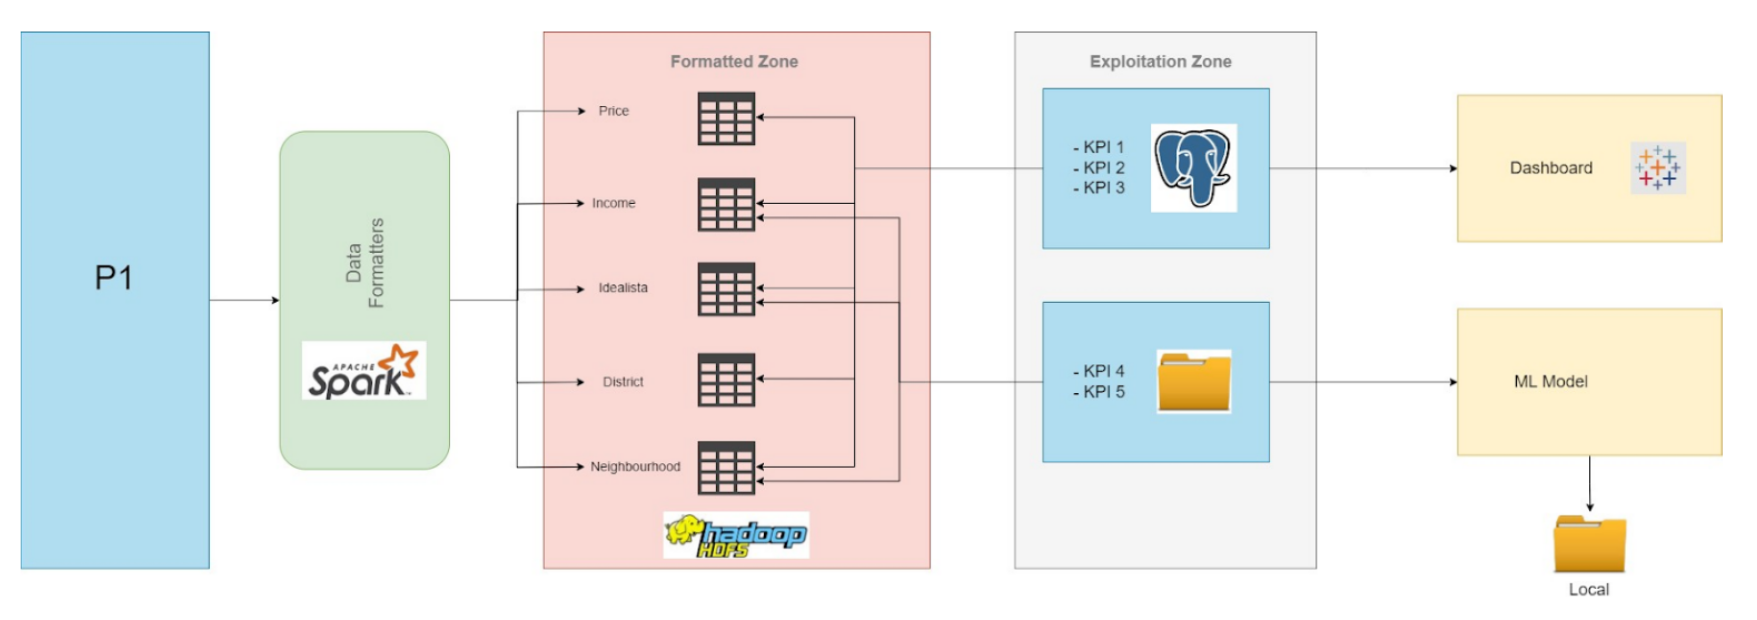 P1
Data
Formatters
APACHE
Spark
Formatted Zone
Price
Income
Idealista
District
Neighbourhood
hadoop
HDFS
Exploitation Zone
- KPI 1
- KPI 2
- KPI 3
- KPI 4
- KPI 5
Dashboard
ML Model
Local